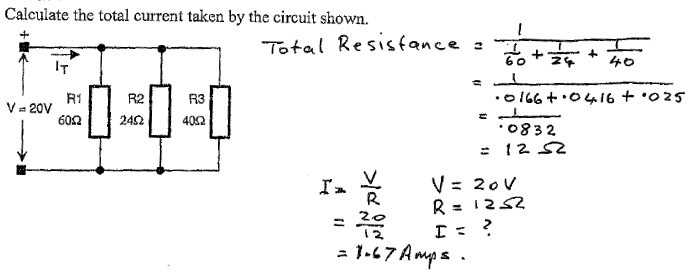 Calculate the total current taken by the circuit shown.
+
I_T
V = 20V
R1
60Ω
R2
24Ω
R3
40Ω
Total Resistance = 1 / (1/60 + 1/24 + 1/40)
= 1 / (.0166 + .0416 + .025)
= 1 / .0832
= 12 Ω
I = V/R
= 20/12
= 1.67 Amps.
V = 20V
R = 12Ω
I = ?